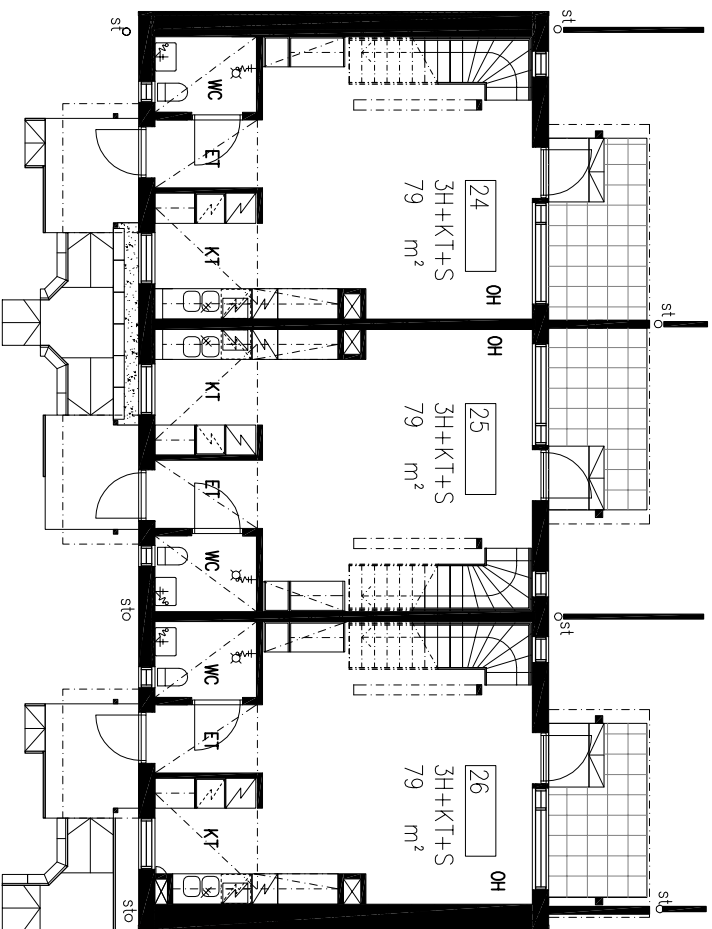 st
st
WC
ET
KT
24
3H+KT+S
79 m²
OH
st
OH
25
3H+KT+S
79 m²
KT
ET
WC
sto
st
WC
ET
KT
26
3H+KT+S
79 m²
OH
sto
st